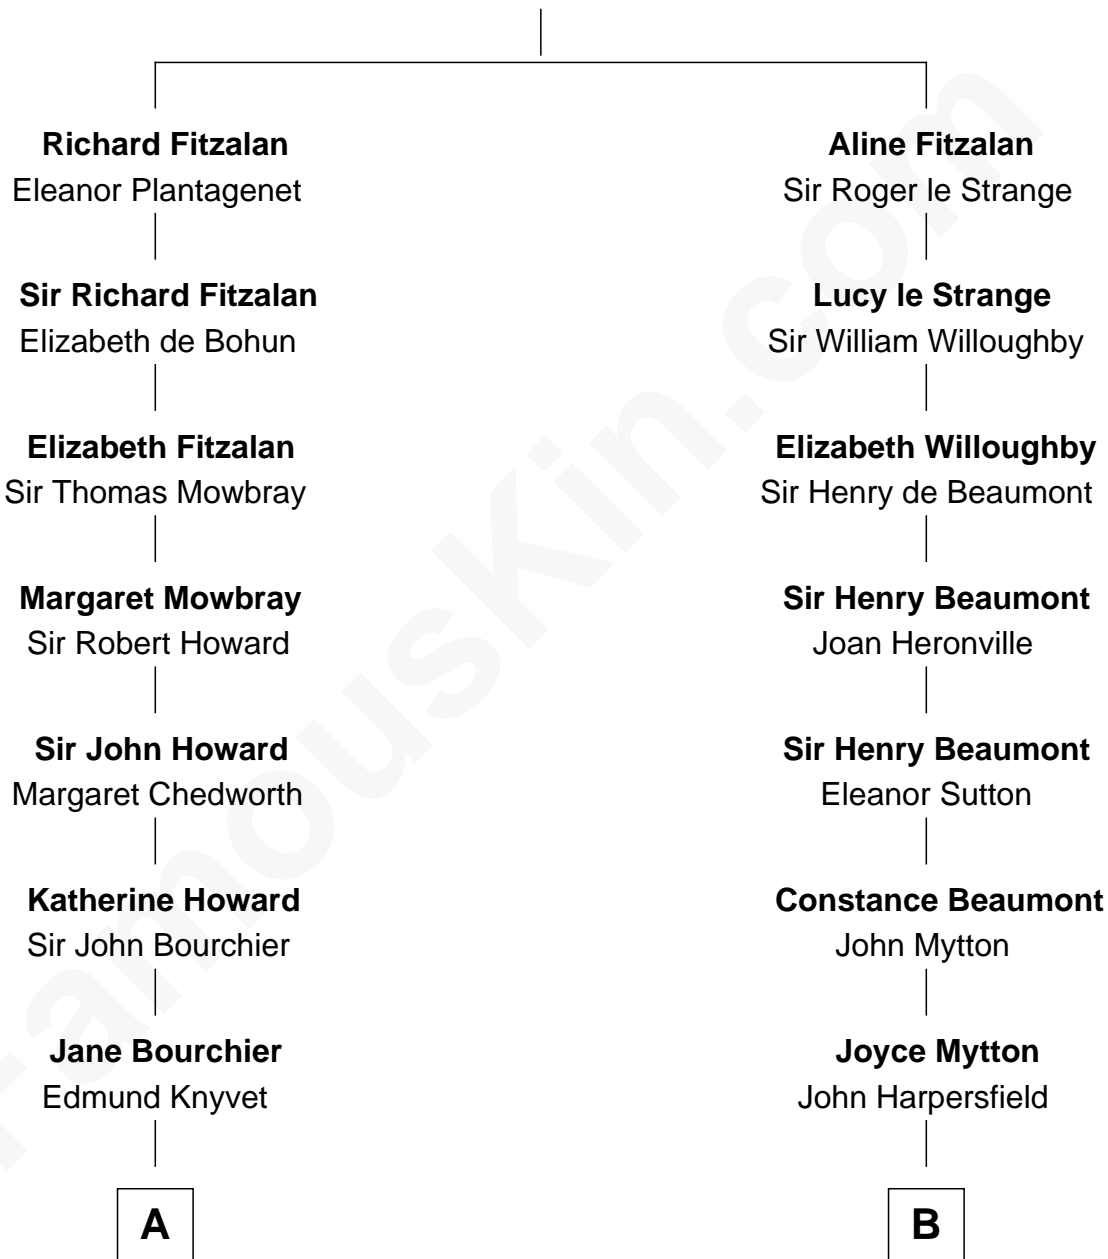 Richard Fitzalan
Eleanor Plantagenet
Sir Richard Fitzalan
Elizabeth de Bohun
Elizabeth Fitzalan
Sir Thomas Mowbray
Margaret Mowbray
Sir Robert Howard
Sir John Howard
Margaret Chedworth
Katherine Howard
Sir John Bourchier
Jane Bourchier
Edmund Knyvet
A
Aline Fitzalan
Sir Roger le Strange
Lucy le Strange
Sir William Willoughby
Elizabeth Willoughby
Sir Henry de Beaumont
Sir Henry Beaumont
Joan Heronville
Sir Henry Beaumont
Eleanor Sutton
Constance Beaumont
John Mytton
Joyce Mytton
John Harpersfield
B
FamousKin.com